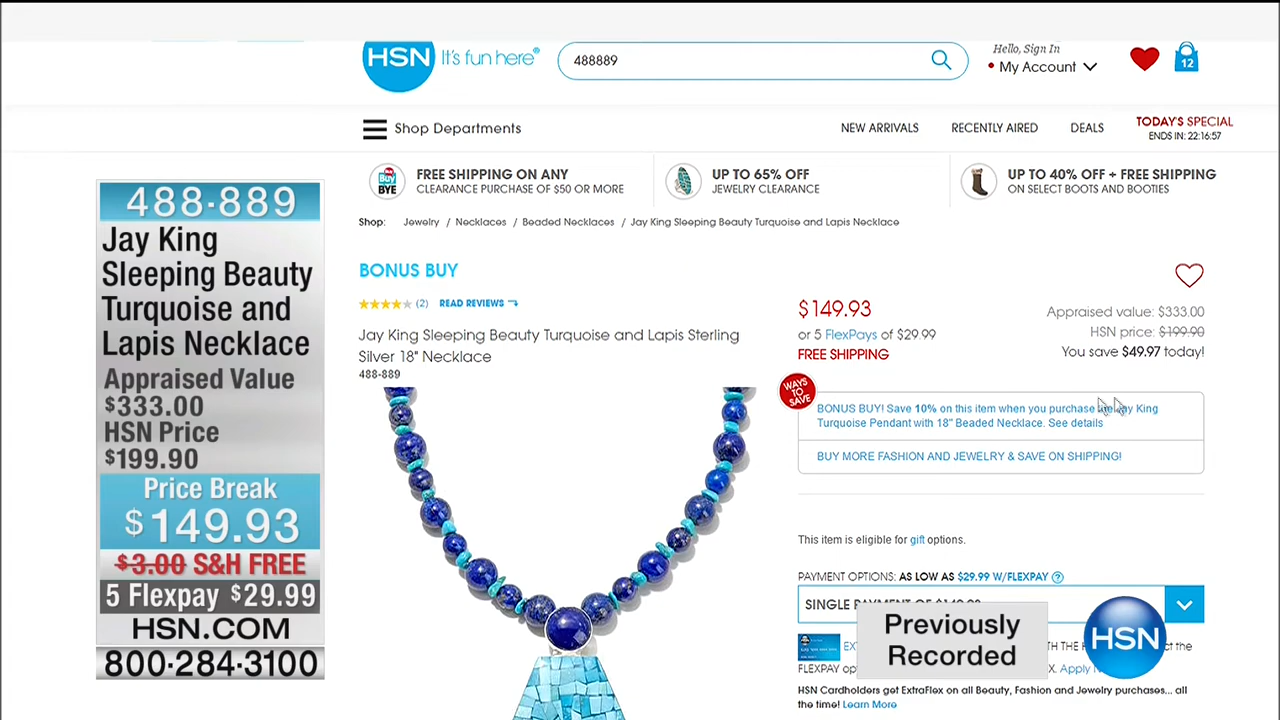 HSN It's fun here®
488889
Hello, Sign In
My Account
12
Shop Departments
NEW ARRIVALS
RECENTLY AIRED
DEALS
TODAY'S SPECIAL
ENDS IN: 22:16:57
Buy BYE
FREE SHIPPING ON ANY
CLEARANCE PURCHASE OF $50 OR MORE
UP TO 65% OFF
JEWELRY CLEARANCE
UP TO 40% OFF + FREE SHIPPING
ON SELECT BOOTS AND BOOTIES
Shop: Jewelry / Necklaces / Beaded Necklaces / Jay King Sleeping Beauty Turquoise and Lapis Necklace
488-889
Jay King
Sleeping Beauty
Turquoise and
Lapis Necklace
Appraised Value
$333.00
HSN Price
$199.90
Price Break
$149.93
$3.00 S&H FREE
5 Flexpay $29.99
HSN.COM
800-284-3100
BONUS BUY
(2) READ REVIEWS
Jay King Sleeping Beauty Turquoise and Lapis Sterling
Silver 18" Necklace
488-889
$149.93
or 5 FlexPays of $29.99
FREE SHIPPING
Appraised value: $333.00
HSN price: $199.90
You save $49.97 today!
WAYS TO SAVE
BONUS BUY! Save 10% on this item when you purchase King
Turquoise Pendant with 18" Beaded Necklace. See details
BUY MORE FASHION AND JEWELRY & SAVE ON SHIPPING!
This item is eligible for gift options.
PAYMENT OPTIONS: AS LOW AS $29.99 W/FLEXPAY ?
SINGLE
FLEXPAY
Apply
HSN Cardholders get ExtraFlex on all Beauty, Fashion and Jewelry purchases... all
the time! Learn More
Previously
Recorded
HSN